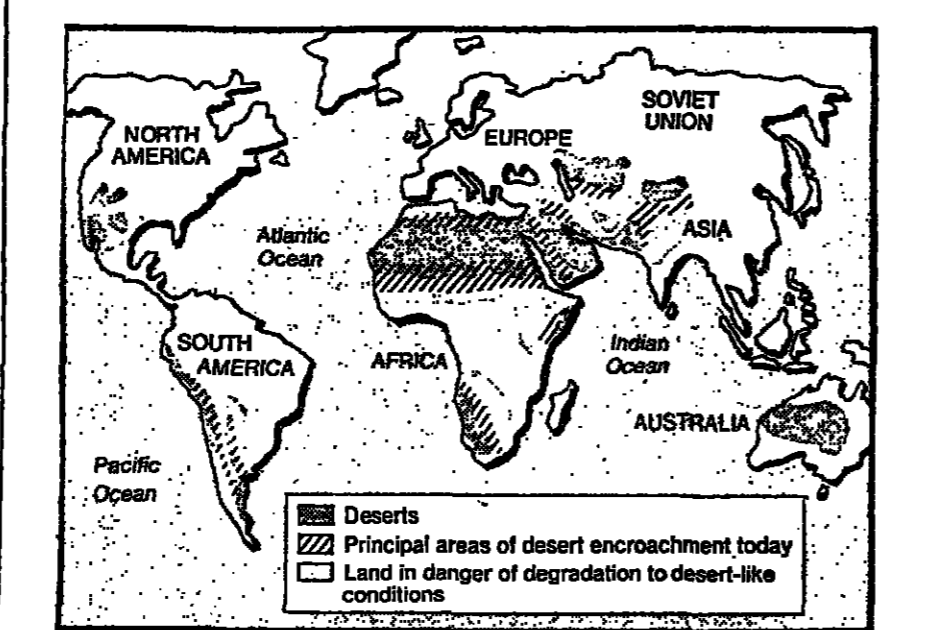 NORTH
AMERICA
EUROPE
SOVIET
UNION
Atlantic
Ocean
ASIA
SOUTH
AMERICA
AFRICA
Indian
Ocean
AUSTRALIA
Pacific
Ocean
Deserts
Principal areas of desert encroachment today
Land in danger of degradation to desert-like
conditions